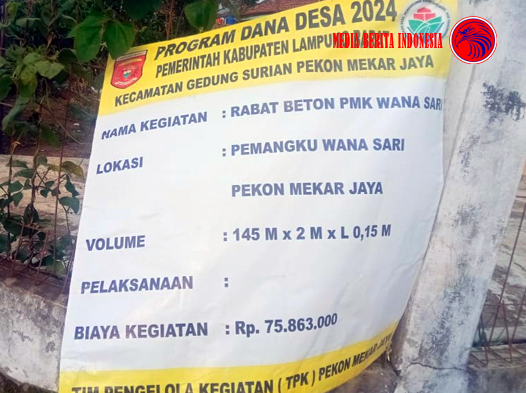 PROGRAM DANA DESA 2024
PEMERINTAH KABUPATEN LAMPUNG
KECAMATAN GEDUNG SURIAN PEKON MEKAR JAYA
MEDIA BERITA INDONESIA
NAMA KEGIATAN : RABAT BETON PMK WANA SARI
LOKASI : PEMANGKU WANA SARI
PEKON MEKAR JAYA
VOLUME : 145 M x 2 M x L 0,15 M
PELAKSANAAN :
BIAYA KEGIATAN : Rp. 75.863.000
TIM PENGELOLA KEGIATAN ( TPK ) PEKON MEKAR JAYA